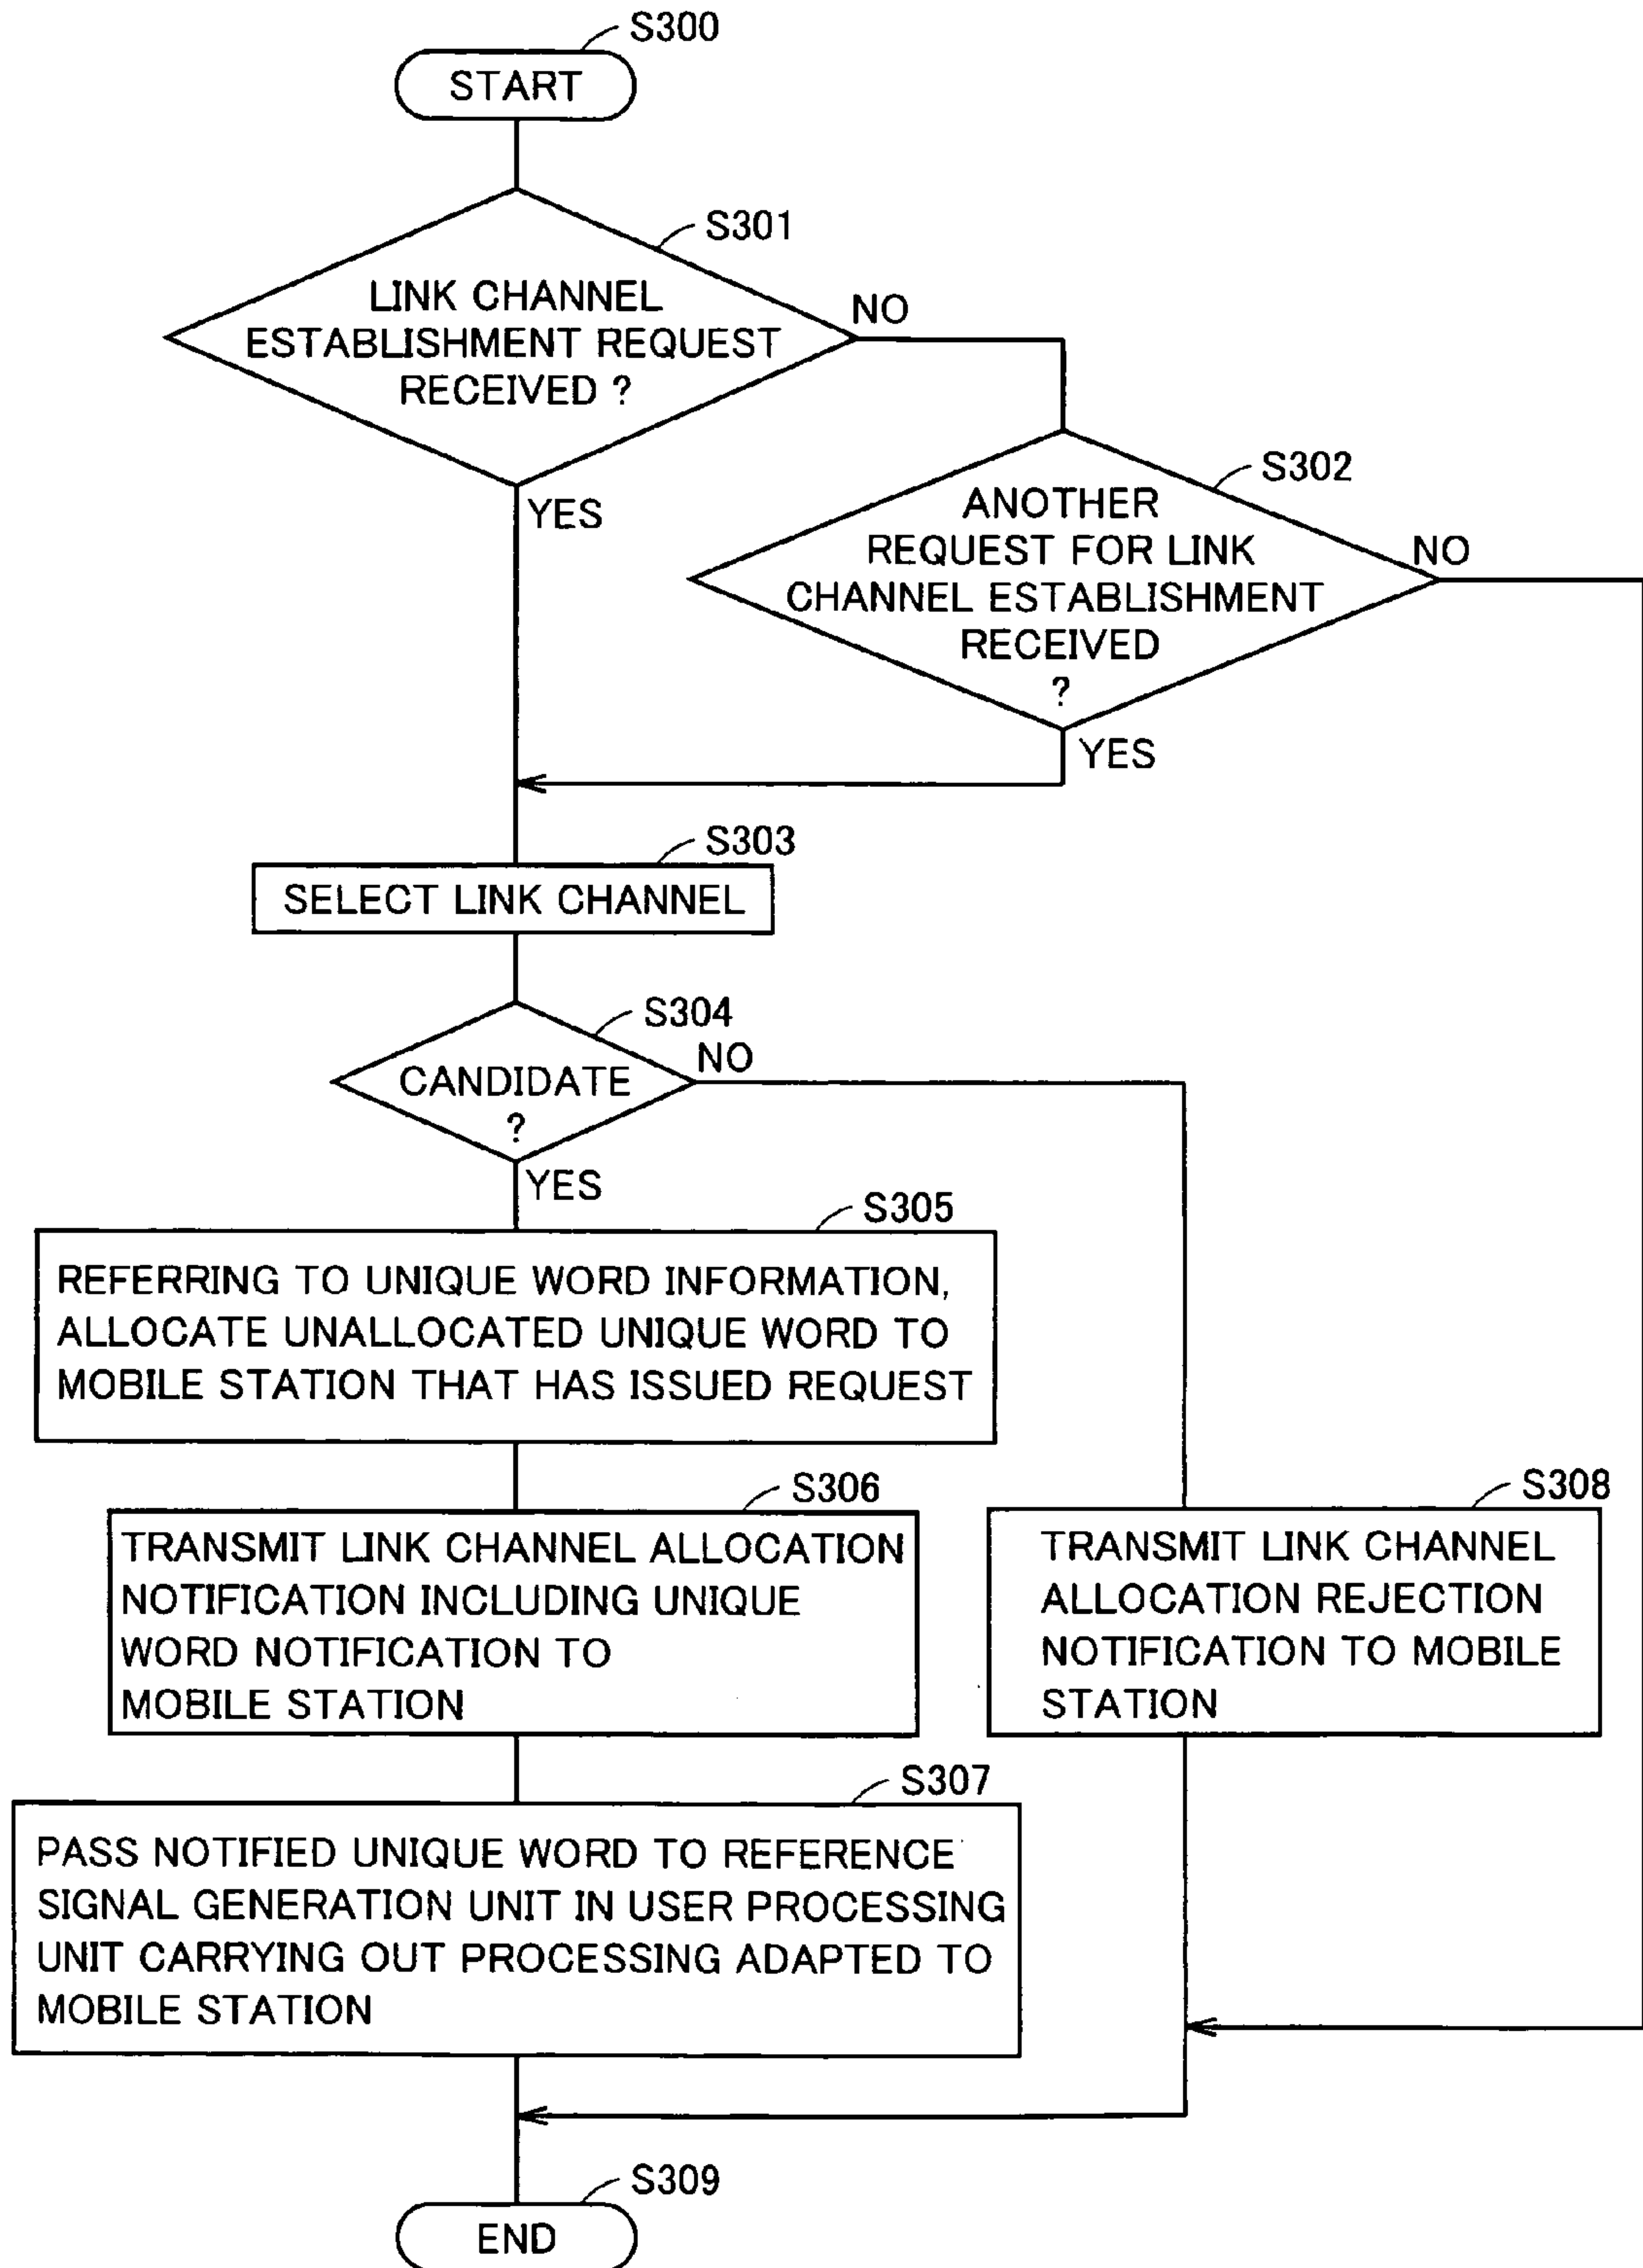 S300
START
S301
LINK CHANNEL
ESTABLISHMENT REQUEST
RECEIVED ?
NO
YES
S302
ANOTHER
REQUEST FOR LINK
CHANNEL ESTABLISHMENT
RECEIVED
?
NO
YES
S303
SELECT LINK CHANNEL
S304
CANDIDATE
?
NO
YES
S305
REFERRING TO UNIQUE WORD INFORMATION,
ALLOCATE UNALLOCATED UNIQUE WORD TO
MOBILE STATION THAT HAS ISSUED REQUEST
S306
TRANSMIT LINK CHANNEL ALLOCATION
NOTIFICATION INCLUDING UNIQUE
WORD NOTIFICATION TO
MOBILE STATION
S308
TRANSMIT LINK CHANNEL
ALLOCATION REJECTION
NOTIFICATION TO MOBILE
STATION
S307
PASS NOTIFIED UNIQUE WORD TO REFERENCE
SIGNAL GENERATION UNIT IN USER PROCESSING
UNIT CARRYING OUT PROCESSING ADAPTED TO
MOBILE STATION
S309
END